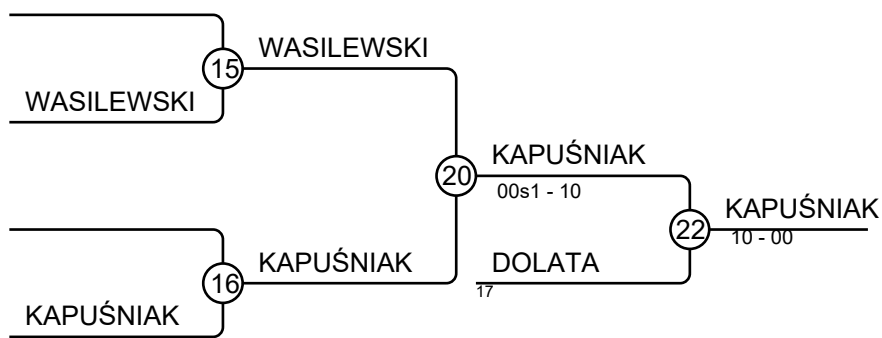 WASILEWSKI
15
WASILEWSKI
KAPUŚNIAK
20
00s1 - 10
KAPUŚNIAK
22
10 - 00
KAPUŚNIAK
16
DOLATA
17
KAPUŚNIAK